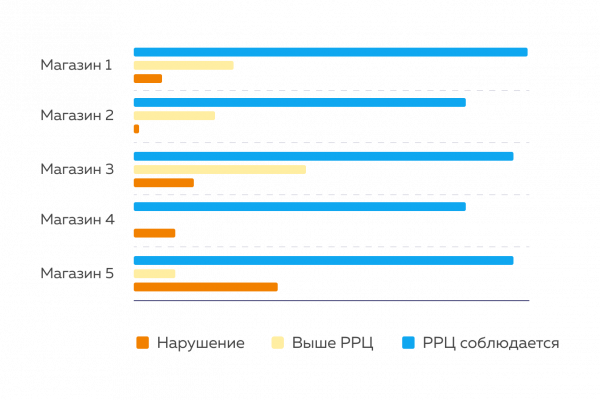 Магазин 1
Магазин 2
Магазин 3
Магазин 4
Магазин 5
Нарушение Выше РРЦ РРЦ соблюдается